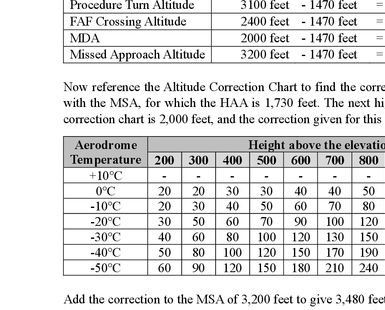 Procedure Turn Altitude 3100 feet - 1470 feet =
FAF Crossing Altitude 2400 feet - 1470 feet =
MDA 2000 feet - 1470 feet =
Missed Approach Altitude 3200 feet - 1470 feet =
Now reference the Altitude Correction Chart to find the corre
with the MSA, for which the HAA is 1,730 feet. The next hi
correction chart is 2,000 feet, and the correction given for this
Aerodrome Height above the elevatio
Temperature 200 300 400 500 600 700 800
+10°C - - - - - - -
0°C 20 20 30 30 40 40 50
-10°C 20 30 40 50 60 70 80
-20°C 30 50 60 70 90 100 120
-30°C 40 60 80 100 120 130 150
-40°C 50 80 100 120 150 170 190
-50°C 60 90 120 150 180 210 240
Add the correction to the MSA of 3,200 feet to give 3,480 feet